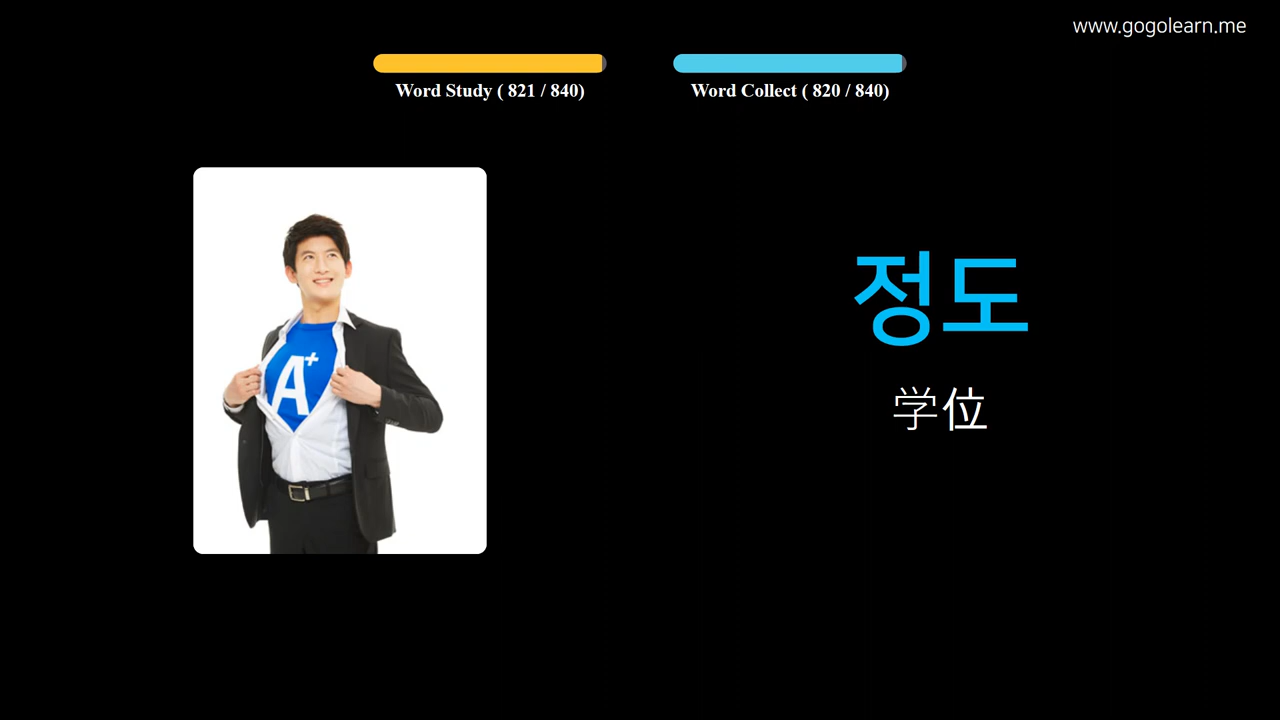 www.gogolearn.me
Word Study ( 821 / 840)
Word Collect ( 820 / 840)
A+
정도
学位